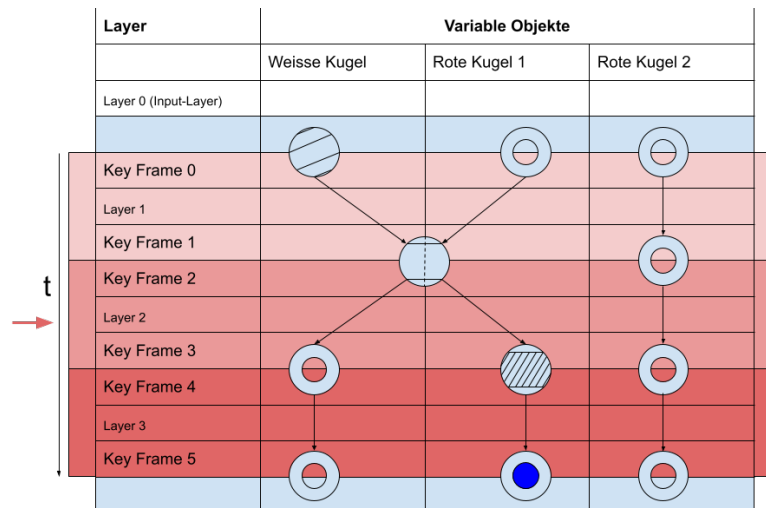 Layer Variable Objekte
Weisse Kugel Rote Kugel 1 Rote Kugel 2
Layer 0 (Input-Layer)
Key Frame 0
Layer 1
Key Frame 1
Key Frame 2
t
Layer 2
Key Frame 3
Key Frame 4
Layer 3
Key Frame 5